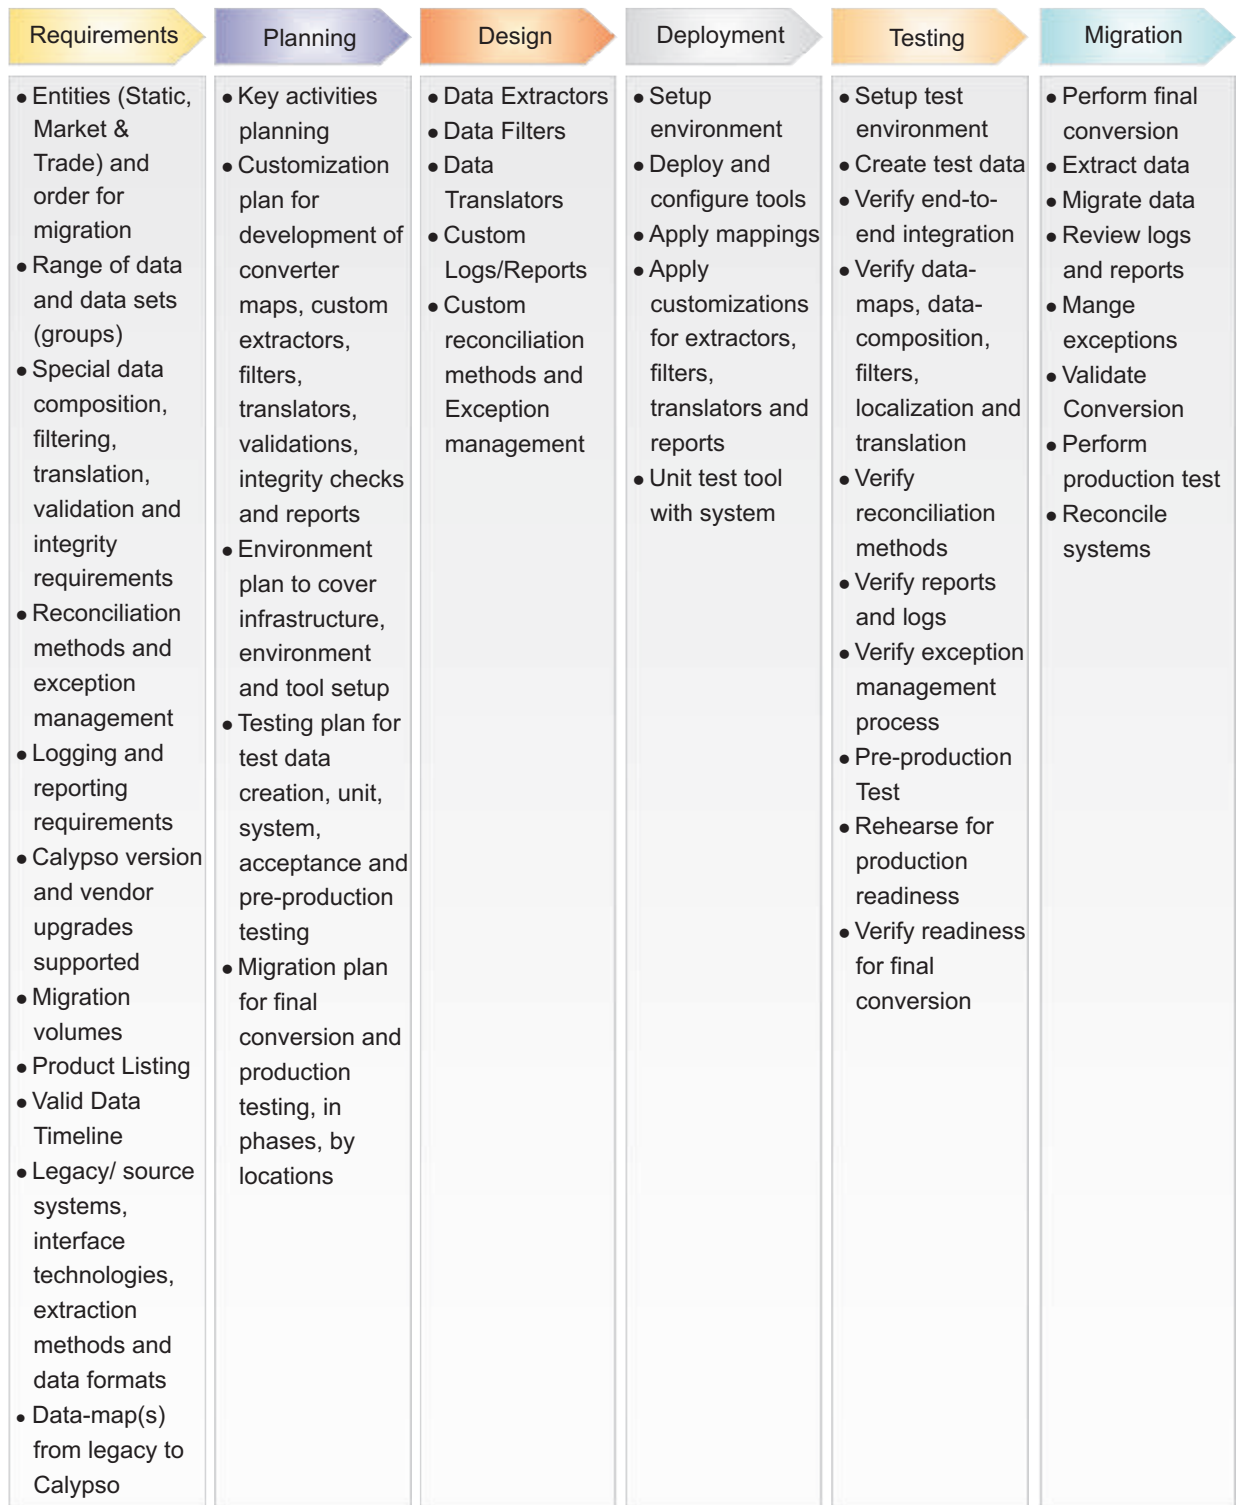 Requirements
Planning
Design
Deployment
Testing
Migration
• Entities (Static,
Market &
Trade) and
order for
migration
• Range of data
and data sets
(groups)
• Special data
composition,
filtering,
translation,
validation and
integrity
requirements
• Reconciliation
methods and
exception
management
• Logging and
reporting
requirements
• Calypso version
and vendor
upgrades
supported
• Migration
volumes
• Product Listing
• Valid Data
Timeline
• Legacy/ source
systems,
interface
technologies,
extraction
methods and
data formats
• Data-map(s)
from legacy to
Calypso
• Key activities
planning
• Customization
plan for
development of
converter
maps, custom
extractors,
filters,
translators,
validations,
integrity checks
and reports
• Environment
plan to cover
infrastructure,
environment
and tool setup
• Testing plan for
test data
creation, unit,
system,
acceptance and
pre-production
testing
• Migration plan
for final
conversion and
production
testing, in
phases, by
locations
• Data Extractors
• Data Filters
• Data
Translators
• Custom
Logs/Reports
• Custom
reconciliation
methods and
Exception
management
• Setup
environment
• Deploy and
configure tools
• Apply mappings
• Apply
customizations
for extractors,
filters,
translators and
reports
• Unit test tool
with system
• Setup test
environment
• Create test data
• Verify end-to-
end integration
• Verify data-
maps, data-
composition,
filters,
localization and
translation
• Verify
reconciliation
methods
• Verify reports
and logs
• Verify exception
management
process
• Pre-production
Test
• Rehearse for
production
readiness
• Verify readiness
for final
conversion
• Perform final
conversion
• Extract data
• Migrate data
• Review logs
and reports
• Mange
exceptions
• Validate
Conversion
• Perform
production test
• Reconcile
systems